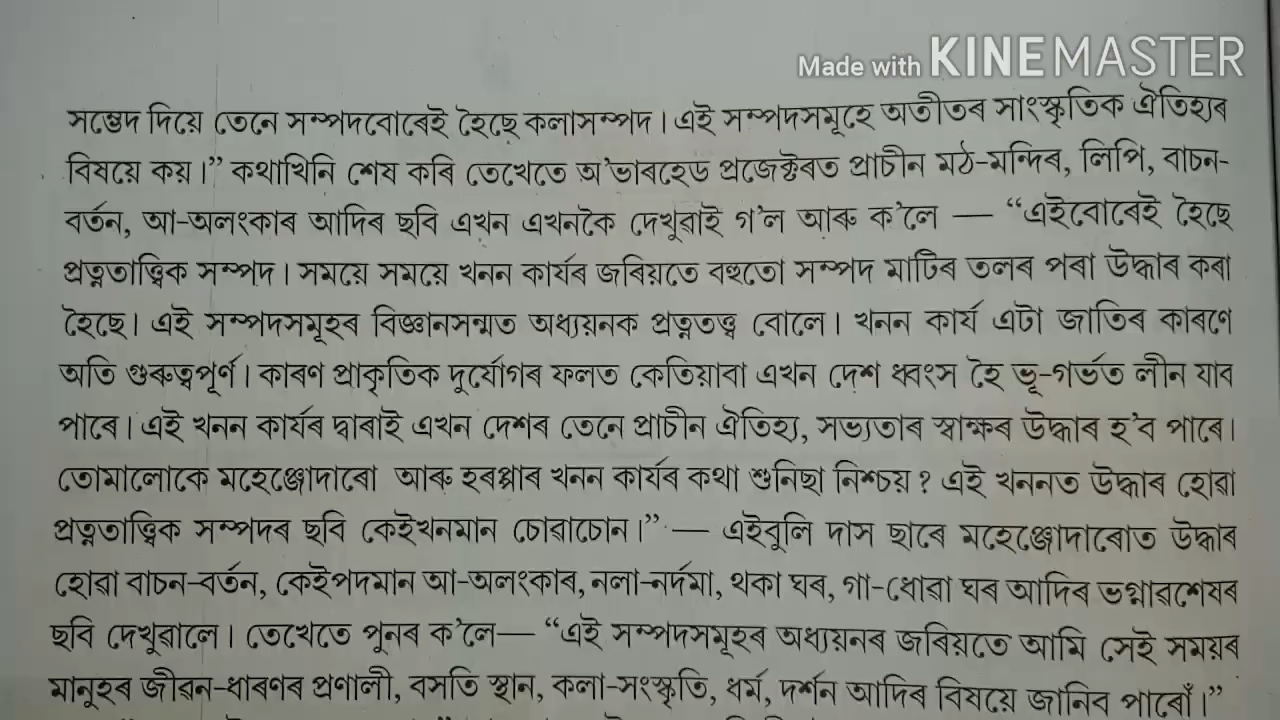 Made with KINEMASTER
সম্ভেদ দিয়ে তেনে সম্পদবোৰেই হৈছে কলাসম্পদ। এই সম্পদসমূহে অতীতৰ সাংস্কৃতিক ঐতিহ্যৰ
বিষয়ে কয়।” কথাখিনি শেষ কৰি তেখেতে অ'ভাৰহেড প্ৰজেক্টৰত প্ৰাচীন মঠ-মন্দিৰ, লিপি, বাচন-
বৰ্তন, আ-অলংকাৰ আদিৰ ছবি এখন এখনকৈ দেখুৱাই গ'ল আৰু ক'লে — “এইবোৰেই হৈছে
প্ৰত্নতাত্ত্বিক সম্পদ। সময়ে সময়ে খনন কাৰ্যৰ জৰিয়তে বহুতো সম্পদ মাটিৰ তলৰ পৰা উদ্ধাৰ কৰা
হৈছে। এই সম্পদসমূহৰ বিজ্ঞানসন্মত অধ্যয়নক প্ৰত্নতত্ত্ব বোলে। খনন কাৰ্য এটা জাতিৰ কাৰণে
অতি গুৰুত্বপূৰ্ণ। কাৰণ প্ৰাকৃতিক দুৰ্যোগৰ ফলত কেতিয়াবা এখন দেশ ধ্বংস হৈ ভূ-গৰ্ভত লীন যাব
পাৰে। এই খনন কাৰ্যৰ দ্বাৰাই এখন দেশৰ তেনে প্ৰাচীন ঐতিহ্য, সভ্যতাৰ স্বাক্ষৰ উদ্ধাৰ হ'ব পাৰে।
তোমালোকে মহেঞ্জোদাৰো আৰু হৰপ্পাৰ খনন কাৰ্যৰ কথা শুনিছা নিশ্চয়? এই খননত উদ্ধাৰ হোৱা
প্ৰত্নতাত্ত্বিক সম্পদৰ ছবি কেইখনমান চোৱাচোন।” — এইবুলি দাস ছাৰে মহেঞ্জোদাৰোত উদ্ধাৰ
হোৱা বাচন-বৰ্তন, কেইপদমান আ-অলংকাৰ, নলা-নৰ্দমা, থকা ঘৰ, গা-ধোৱা ঘৰ আদিৰ ভগ্নাৱশেষৰ
ছবি দেখুৱালে। তেখেতে পুনৰ ক'লে— “এই সম্পদসমূহৰ অধ্যয়নৰ জৰিয়তে আমি সেই সময়ৰ
মানুহৰ জীৱন-ধাৰণৰ প্ৰণালী, বসতি স্থান, কলা-সংস্কৃতি, ধৰ্ম, দৰ্শন আদিৰ বিষয়ে জানিব পাৰোঁ।”